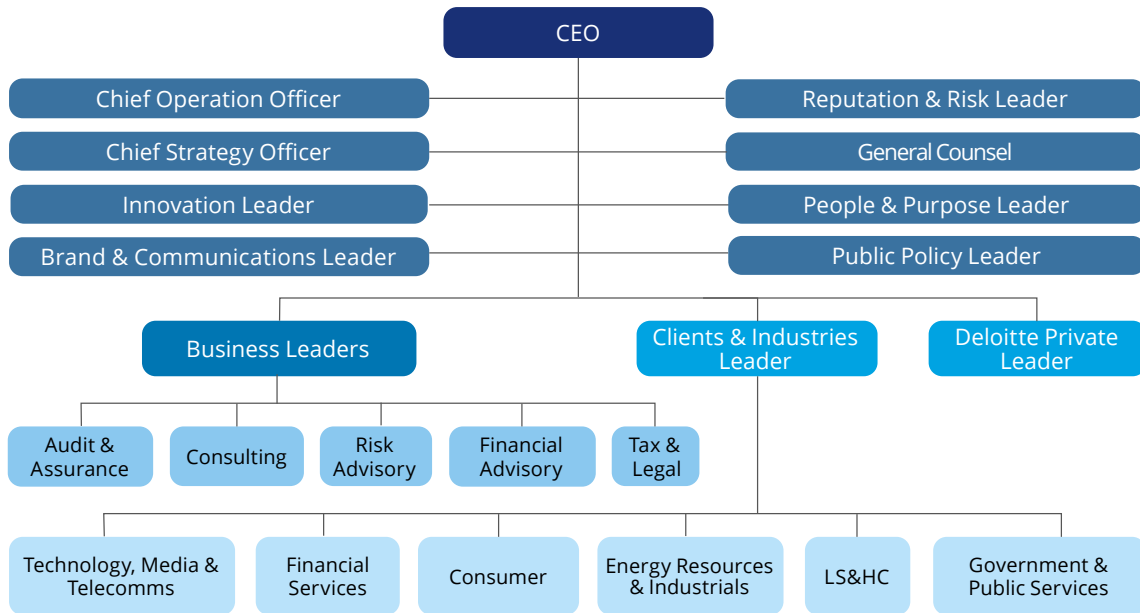 CEO
Chief Operation Officer
Reputation & Risk Leader
Chief Strategy Officer
General Counsel
Innovation Leader
People & Purpose Leader
Brand & Communications Leader
Public Policy Leader
Business Leaders
Clients & Industries
Leader
Deloitte Private
Leader
Audit &
Assurance
Consulting
Risk
Advisory
Financial
Advisory
Tax &
Legal
Technology, Media &
Telecomms
Financial
Services
Consumer
Energy Resources
& Industrials
LS&HC
Government &
Public Services